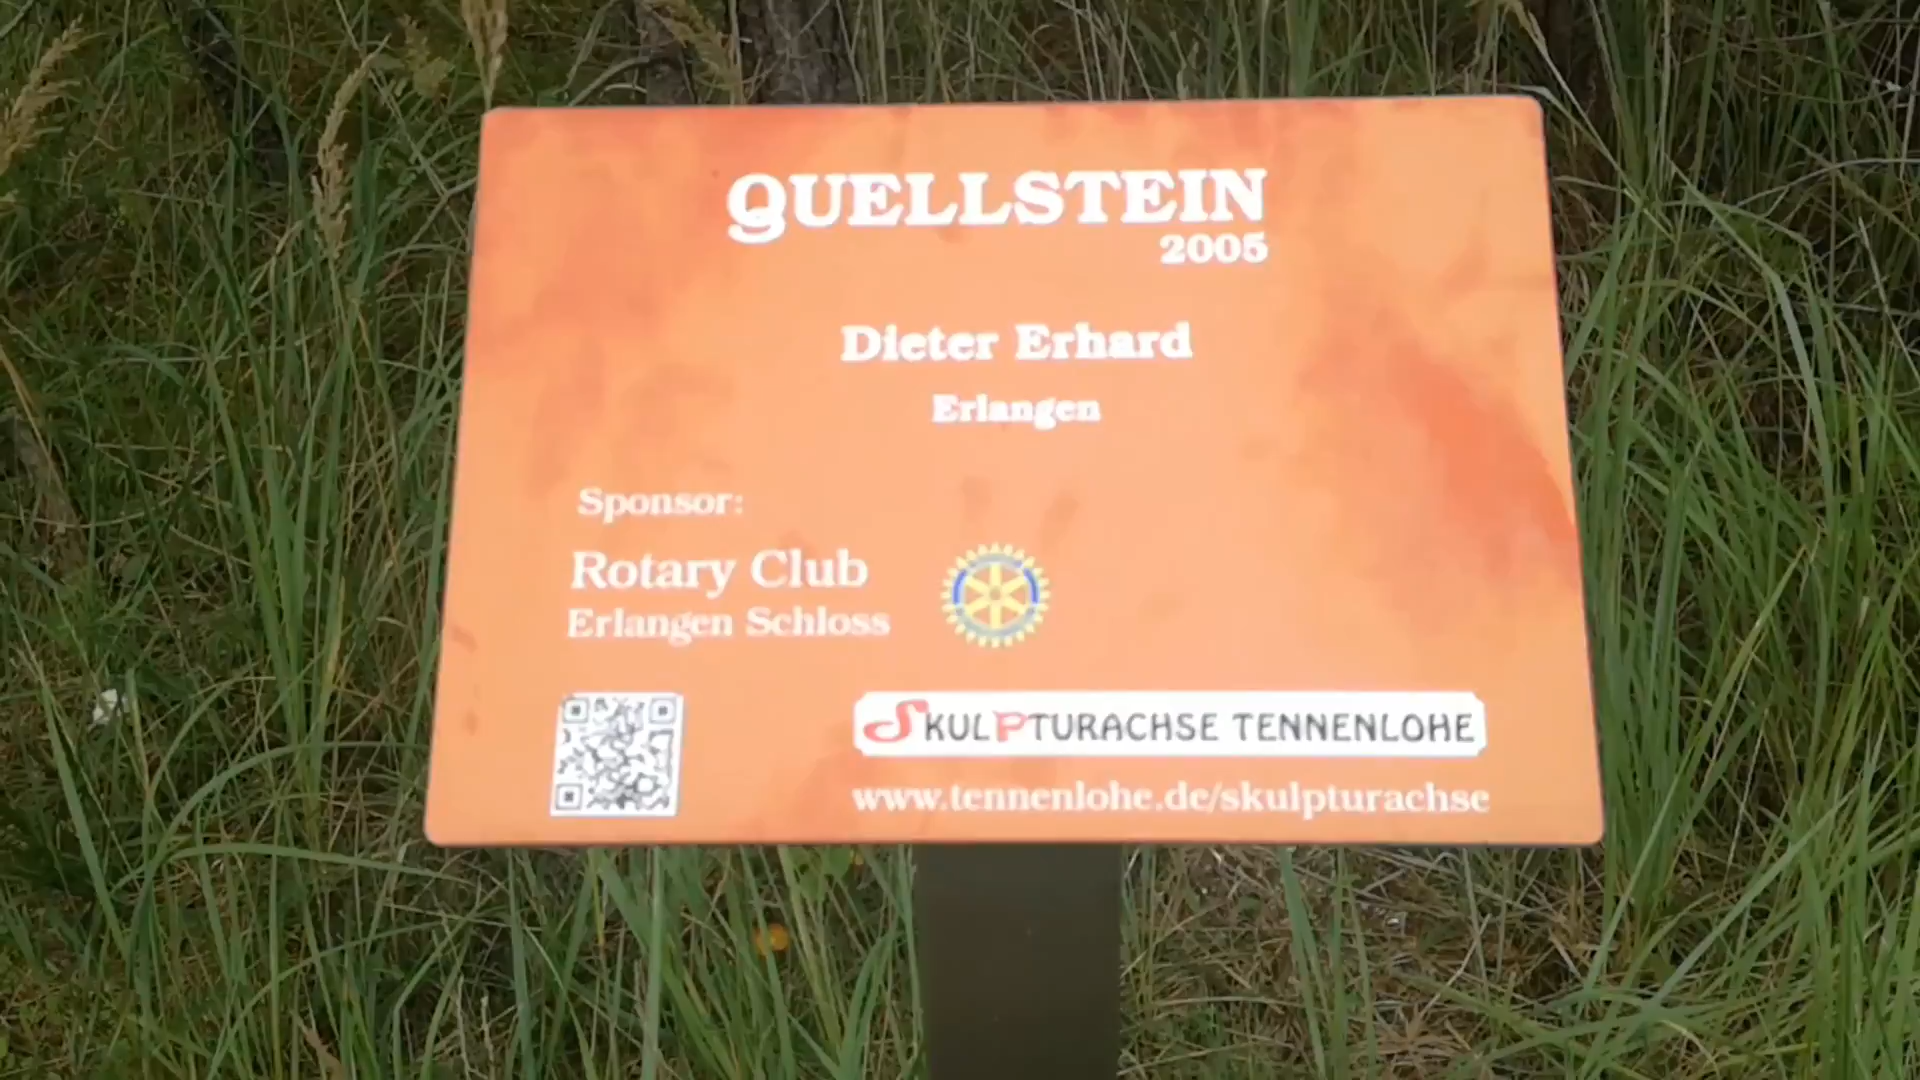 QUELLSTEIN
2005
Dieter Erhard
Erlangen
Sponsor:
Rotary Club
Erlangen Schloss
SKULPTURACHSE TENNENLOHE
www.tennenlohe.de/skulpturachse